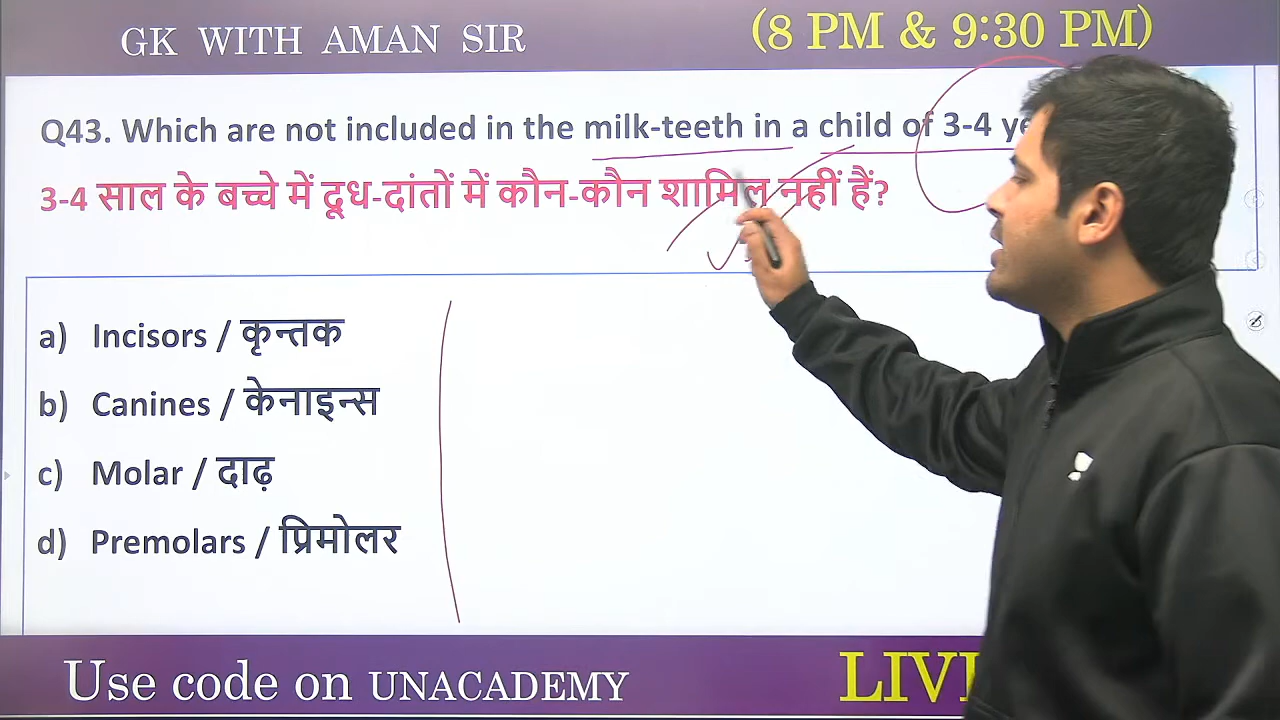 GK WITH AMAN SIR
(8 PM & 9:30 PM)
Q43. Which are not included in the milk-teeth in a child of 3-4
3-4 साल के बच्चे में दूध-दांतों में कौन-कौन शामिल नहीं हैं?
a) Incisors / कृन्तक
b) Canines / केनाइन्स
c) Molar / दाढ़
d) Premolars / प्रिमोलर
Use code on UNACADEMY